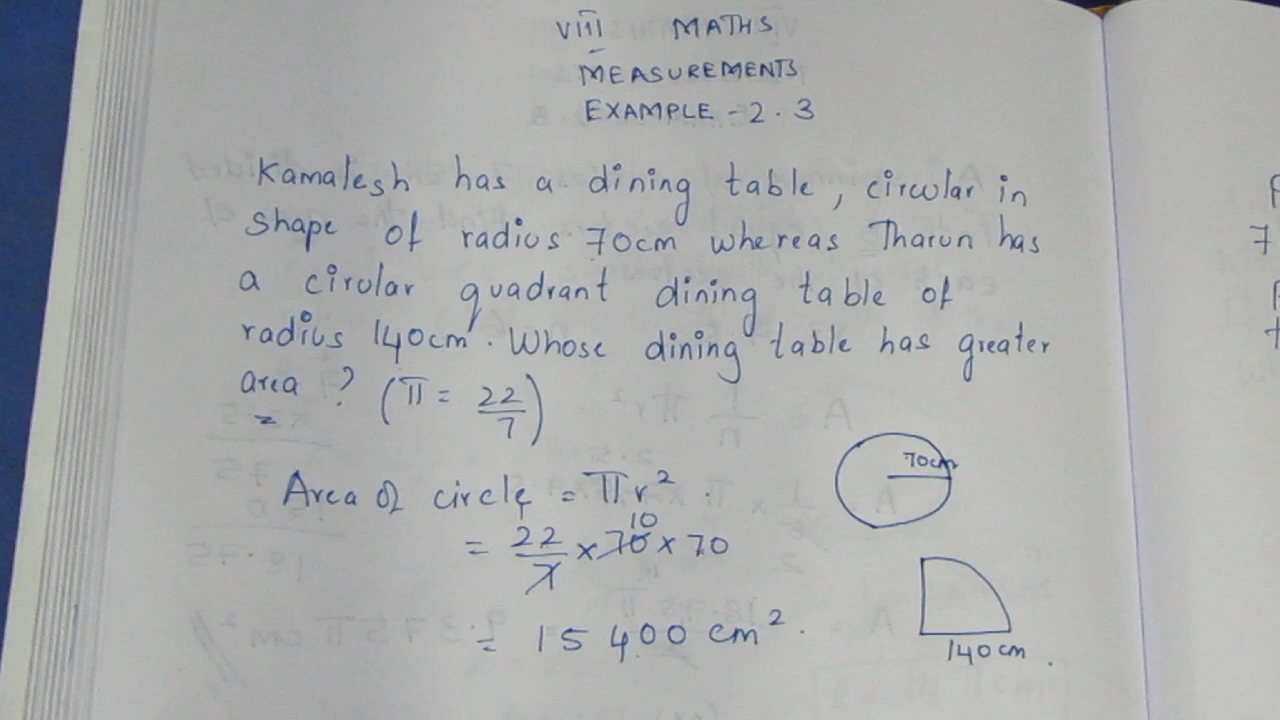 VIII MATHS
MEASUREMENTS
EXAMPLE - 2.3
Kamalesh has a dining table, circular in
shape of radius 70cm whereas Tharun has
a cirular quadrant dining table of
radius 140cm. Whose dining table has greater
area? (π = 22/7)
Area of circle = πr².
70cm
10
= 22/7 × 70 × 70
= 15400 cm².
140cm.
7